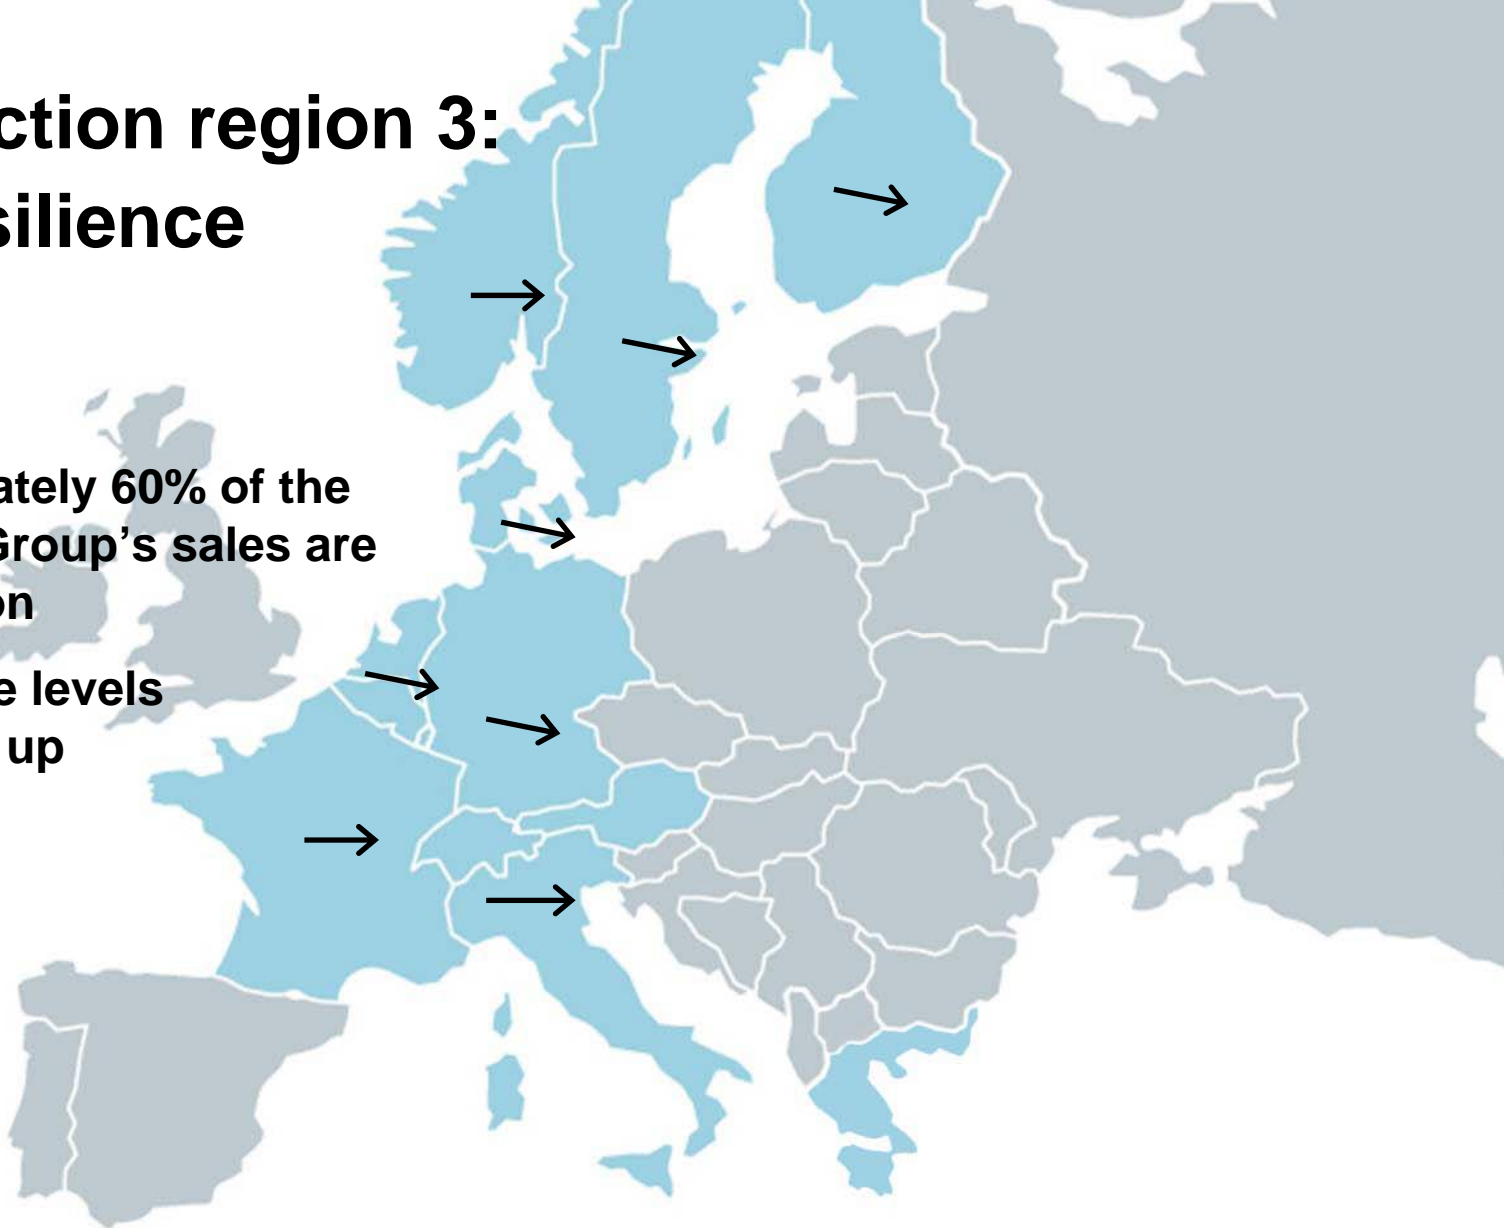 ction region 3:
silience
ately 60% of the
Group’s sales are
on
e levels
up